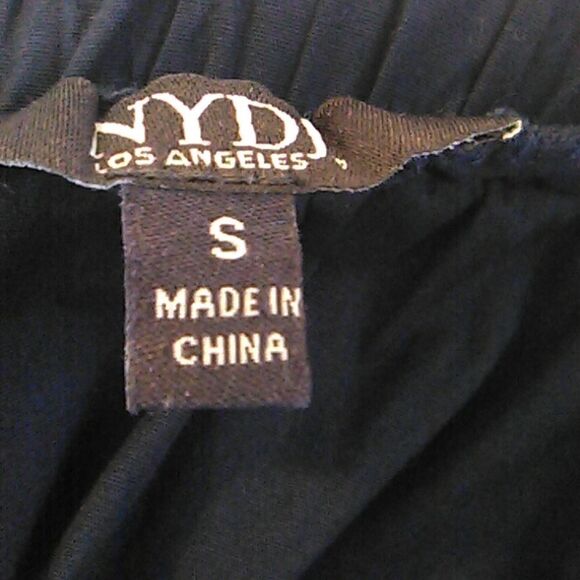 NYDJ
LOS ANGELES
S
MADE IN
CHINA